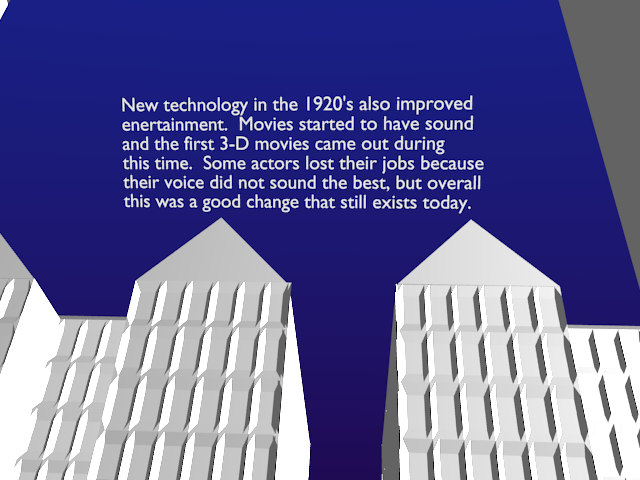 New technology in the 1920's also improved
enertainment.  Movies started to have sound
and the first 3-D movies came out during
this time.  Some actors lost their jobs because
their voice did not sound the best, but overall
this was a good change that still exists today.